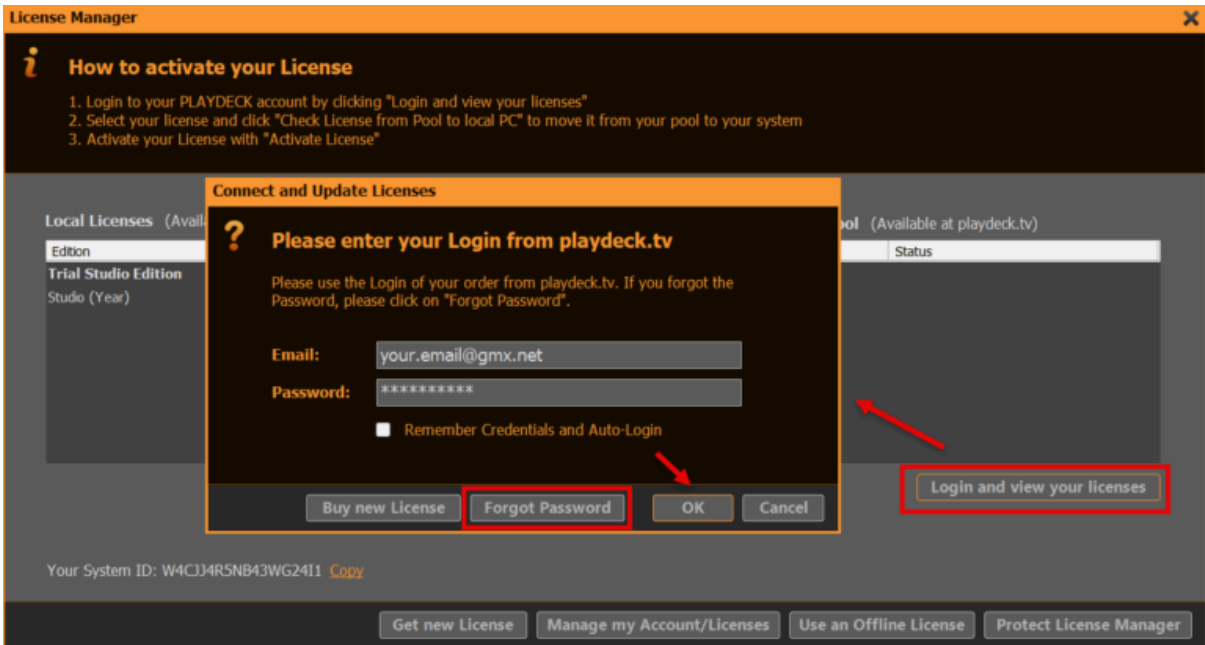 License Manager
How to activate your License
1. Login to your PLAYDECK account by clicking "Login and view your licenses"
2. Select your license and click "Check License from Pool to local PC" to move it from your pool to your system
3. Activate your License with "Activate License"
Connect and Update Licenses
Local Licenses (Avail
ool (Available at playdeck.tv)
Edition
Status
Trial Studio Edition
Studio (Year)
Please enter your Login from playdeck.tv
Please use the Login of your order from playdeck.tv. If you forgot the
Password, please click on "Forgot Password".
Email: your.email@gmx.net
Password: **********
Remember Credentials and Auto-Login
Buy new License Forgot Password OK Cancel
Login and view your licenses
Your System ID: W4CJJ4R5NB43WG24I1 Copy
Get new License Manage my Account/Licenses Use an Offline License Protect License Manager